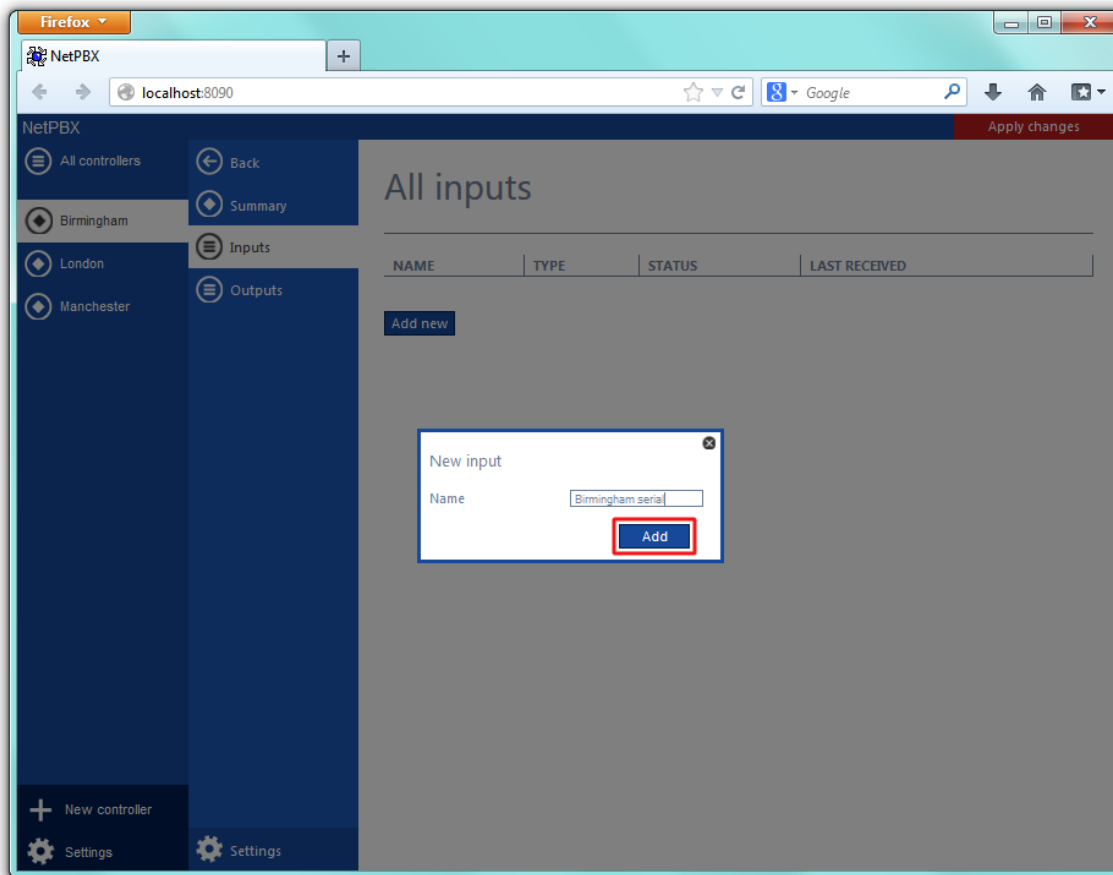 Firefox
NetPBX
localhost:8090
Google
NetPBX
Apply changes
All controllers
Birmingham
London
Manchester
Back
Summary
Inputs
Outputs
All inputs
NAME TYPE STATUS LAST RECEIVED
Add new
New input
Name Birmingham serial
Add
New controller
Settings
Settings